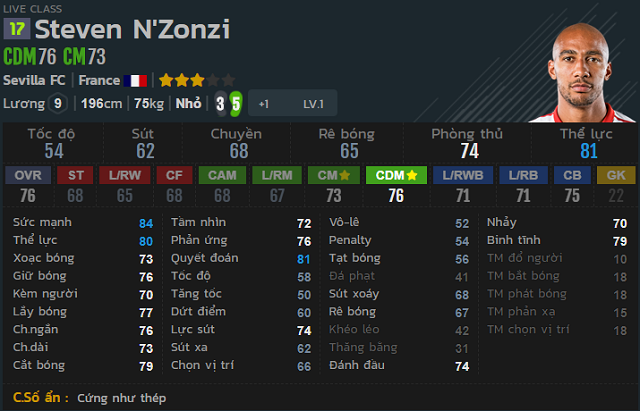 LIVE CLASS
17 Steven N'Zonzi
CDM76 CM73
Sevilla FC | France
Lương 9 | 196cm | 75kg | Nhỏ 3 5 +1 LV.1
Tốc độ Sút Chuyền Rê bóng Phòng thủ Thể lực
54 62 68 65 74 81
OVR ST L/RW CF CAM L/RM CM CDM L/RWB L/RB CB GK
76 68 65 68 68 67 73 76 71 71 75 22
Sức mạnh 84 Tầm nhìn 72 Vô-lê 52 Nhảy 70
Thể lực 80 Phản ứng 76 Penalty 54 Bình tĩnh 79
Xoạc bóng 73 Quyết đoán 81 Tạt bóng 56 TM đổ người 10
Giữ bóng 76 Tốc độ 58 Đá phạt 41 TM bắt bóng 18
Kèm người 70 Tăng tốc 50 Sút xoáy 68 TM phát bóng 18
Lấy bóng 77 Dứt điểm 60 Rê bóng 67 TM phản xạ 15
Ch.ngắn 76 Lực sút 74 Khéo léo 42 TM chọn vị trí 18
Ch.dài 73 Sút xa 62 Thăng bằng 31
Cắt bóng 79 Chọn vị trí 66 Đánh đầu 74
C.Số ẩn : Cứng như thép